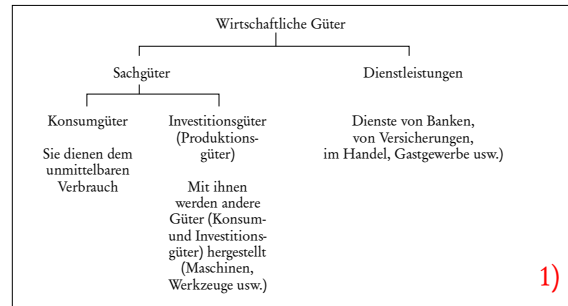 Wirtschaftliche Güter
Sachgüter
Dienstleistungen
Konsumgüter
Sie dienen dem
unmittelbaren
Verbrauch
Investitionsgüter
(Produktions-
güter)
Mit ihnen
werden andere
Güter (Konsum-
und Investitions-
güter) hergestellt
(Maschinen,
Werkzeuge usw.)
Dienste von Banken,
von Versicherungen,
im Handel, Gastgewerbe usw.)
1)